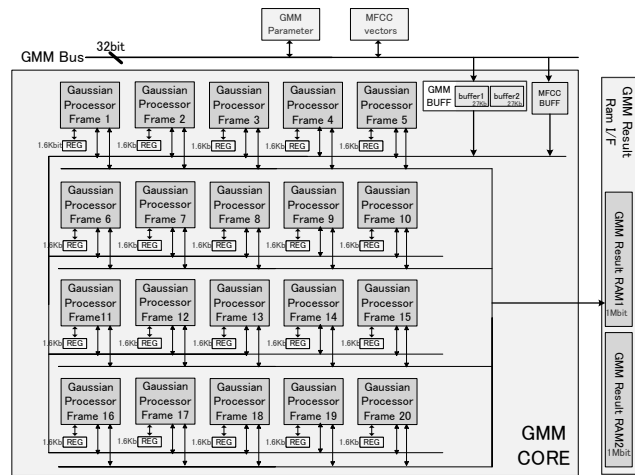 GMM
Parameter
MFCC
vectors
32bit
GMM Bus
GMM
BUFF
buffer1
27Kb
buffer2
27Kb
MFCC
BUFF
Gaussian
Processor
Frame 1
Gaussian
Processor
Frame 2
Gaussian
Processor
Frame 3
Gaussian
Processor
Frame 4
Gaussian
Processor
Frame 5
1.6Kbit REG
1.6Kb REG
1.6Kb REG
1.6Kb REG
1.6Kb REG
Gaussian
Processor
Frame 6
Gaussian
Processor
Frame 7
Gaussian
Processor
Frame 8
Gaussian
Processor
Frame 9
Gaussian
Processor
Frame 10
1.6Kb REG
1.6Kb REG
1.6Kb REG
1.6Kb REG
1.6Kb REG
Gaussian
Processor
Frame11
Gaussian
Processor
Frame 12
Gaussian
Processor
Frame 13
Gaussian
Processor
Frame 14
Gaussian
Processor
Frame 15
1.6Kb REG
1.6Kb REG
1.6Kb REG
1.6Kb REG
1.6Kb REG
Gaussian
Processor
Frame 16
Gaussian
Processor
Frame 17
Gaussian
Processor
Frame 18
Gaussian
Processor
Frame 19
Gaussian
Processor
Frame 20
1.6Kb REG
1.6Kb REG
1.6Kb REG
1.6Kb REG
1.6Kb REG
GMM
CORE
GMM Result
Ram I/F
GMM Result RAM1
1Mbit
GMM Result RAM2
1Mbit